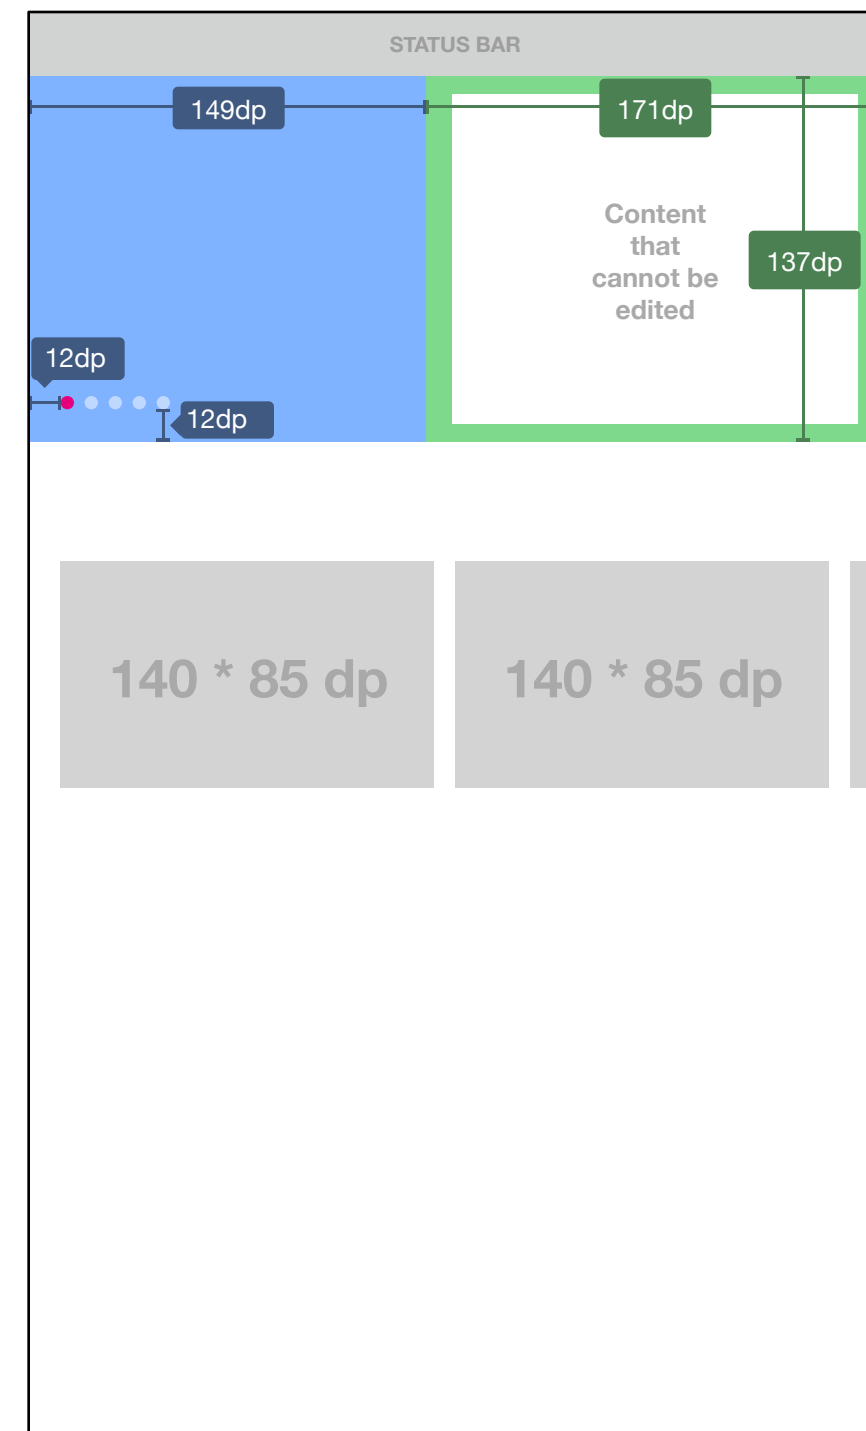 STATUS BAR
149dp
171dp
Content
that
cannot be
edited
137dp
12dp
12dp
140 * 85 dp
140 * 85 dp